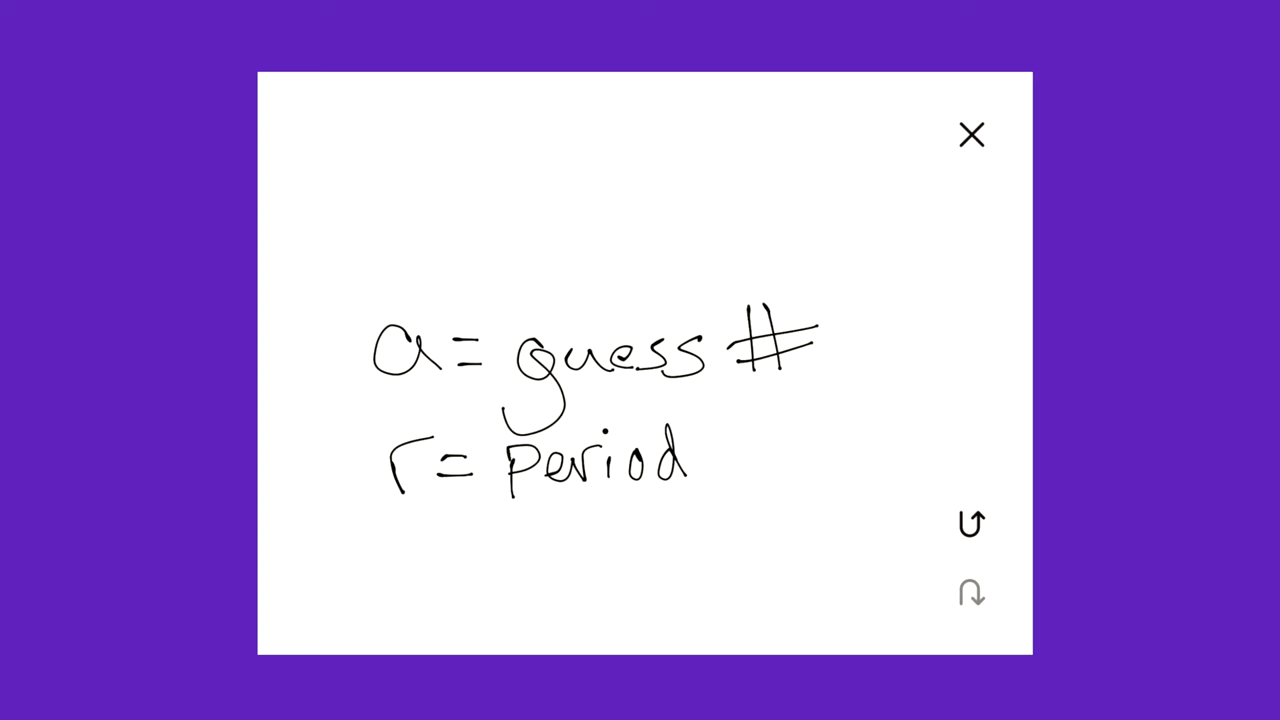 a = guess #
r = period